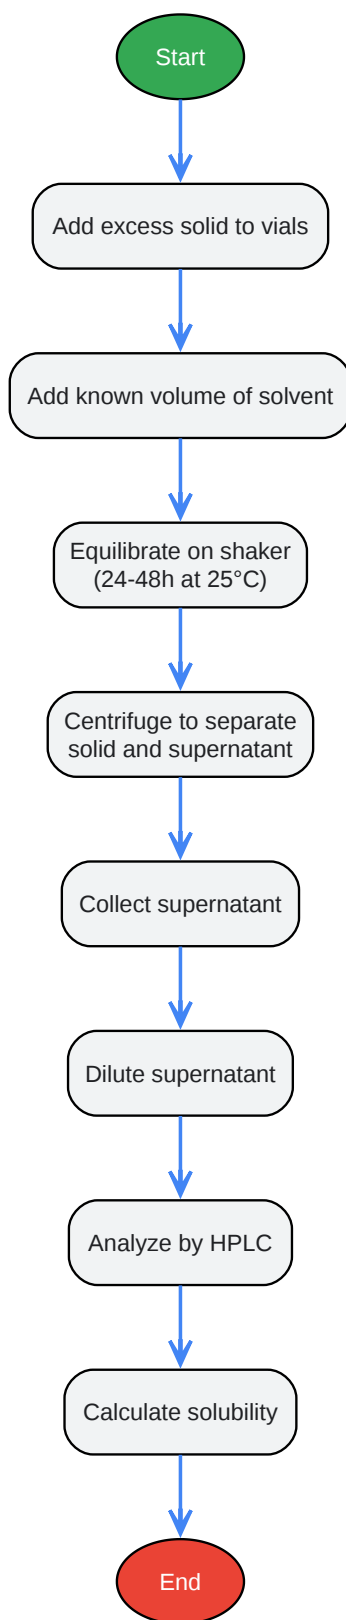 Start
Add excess solid to vials
Add known volume of solvent
Equilibrate on shaker
(24-48h at 25°C)
Centrifuge to separate
solid and supernatant
Collect supernatant
Dilute supernatant
Analyze by HPLC
Calculate solubility
End